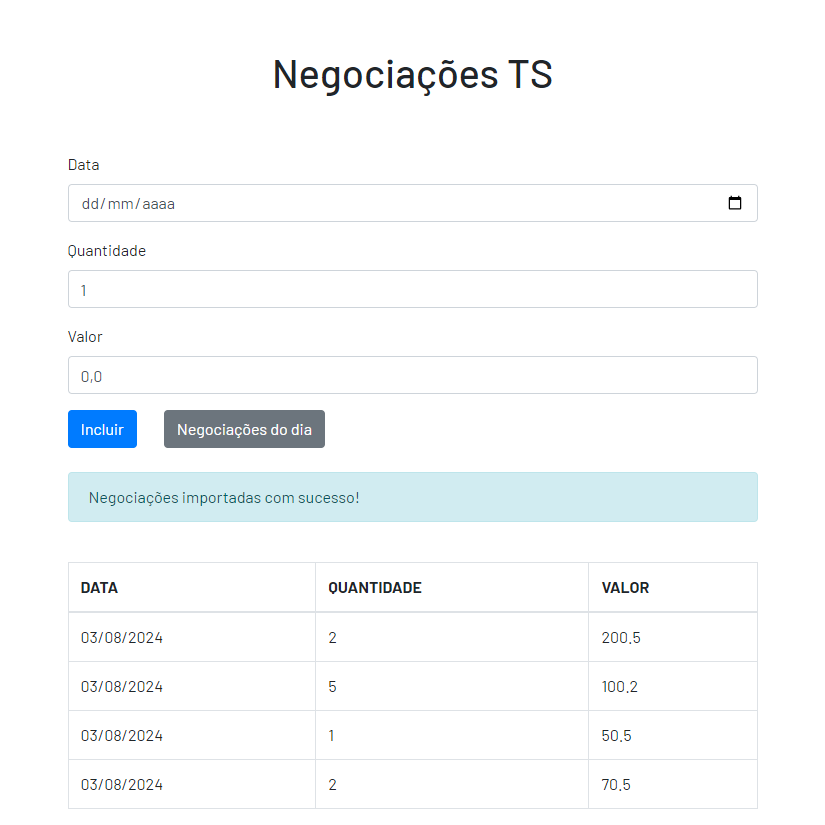 Negociações TS
Data
dd/mm/aaaa
Quantidade
1
Valor
0,0
Incluir Negociações do dia
Negociações importadas com sucesso!
DATA QUANTIDADE VALOR
03/08/2024 2 200.5
03/08/2024 5 100.2
03/08/2024 1 50.5
03/08/2024 2 70.5